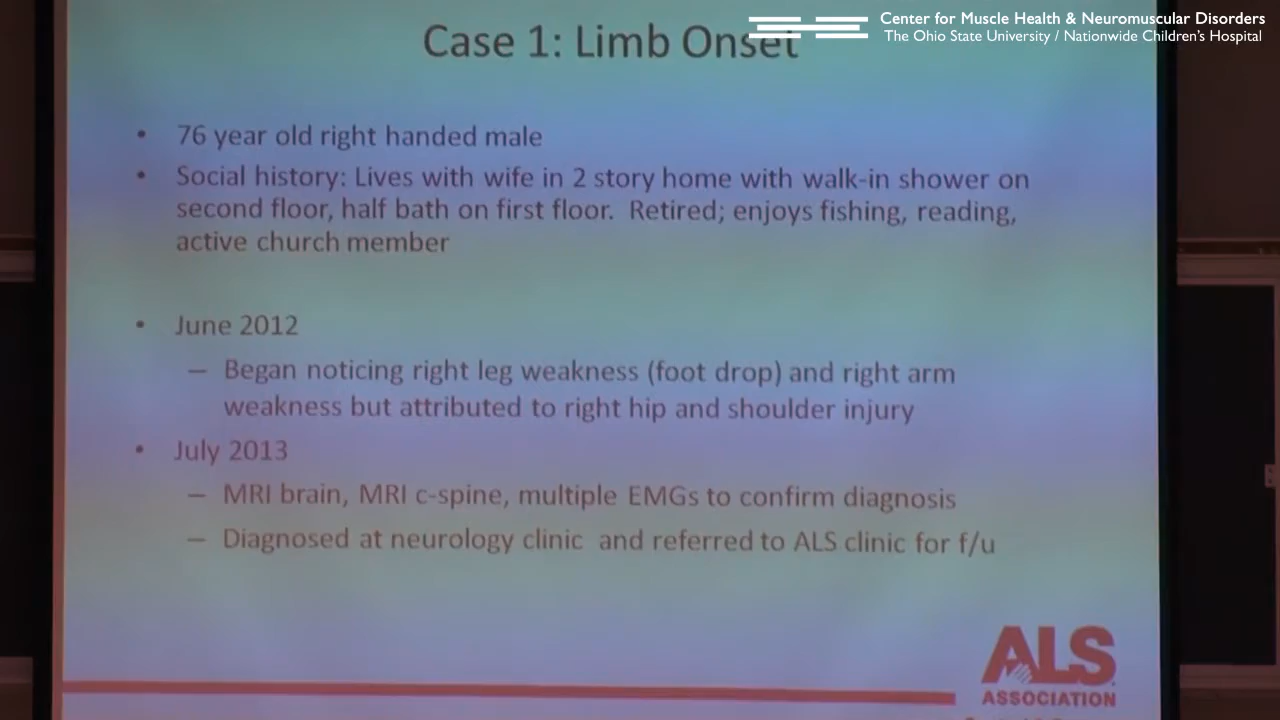 Center for Muscle Health & Neuromuscular Disorders
The Ohio State University / Nationwide Children's Hospital
Case 1: Limb Onset
• 76 year old right handed male
• Social history: Lives with wife in 2 story home with walk-in shower on
second floor, half bath on first floor. Retired; enjoys fishing, reading,
active church member
• June 2012
– Began noticing right leg weakness (foot drop) and right arm
weakness but attributed to right hip and shoulder injury
• July 2013
– MRI brain, MRI c-spine, multiple EMGs to confirm diagnosis
– Diagnosed at neurology clinic and referred to ALS clinic for f/u
ALS
ASSOCIATION